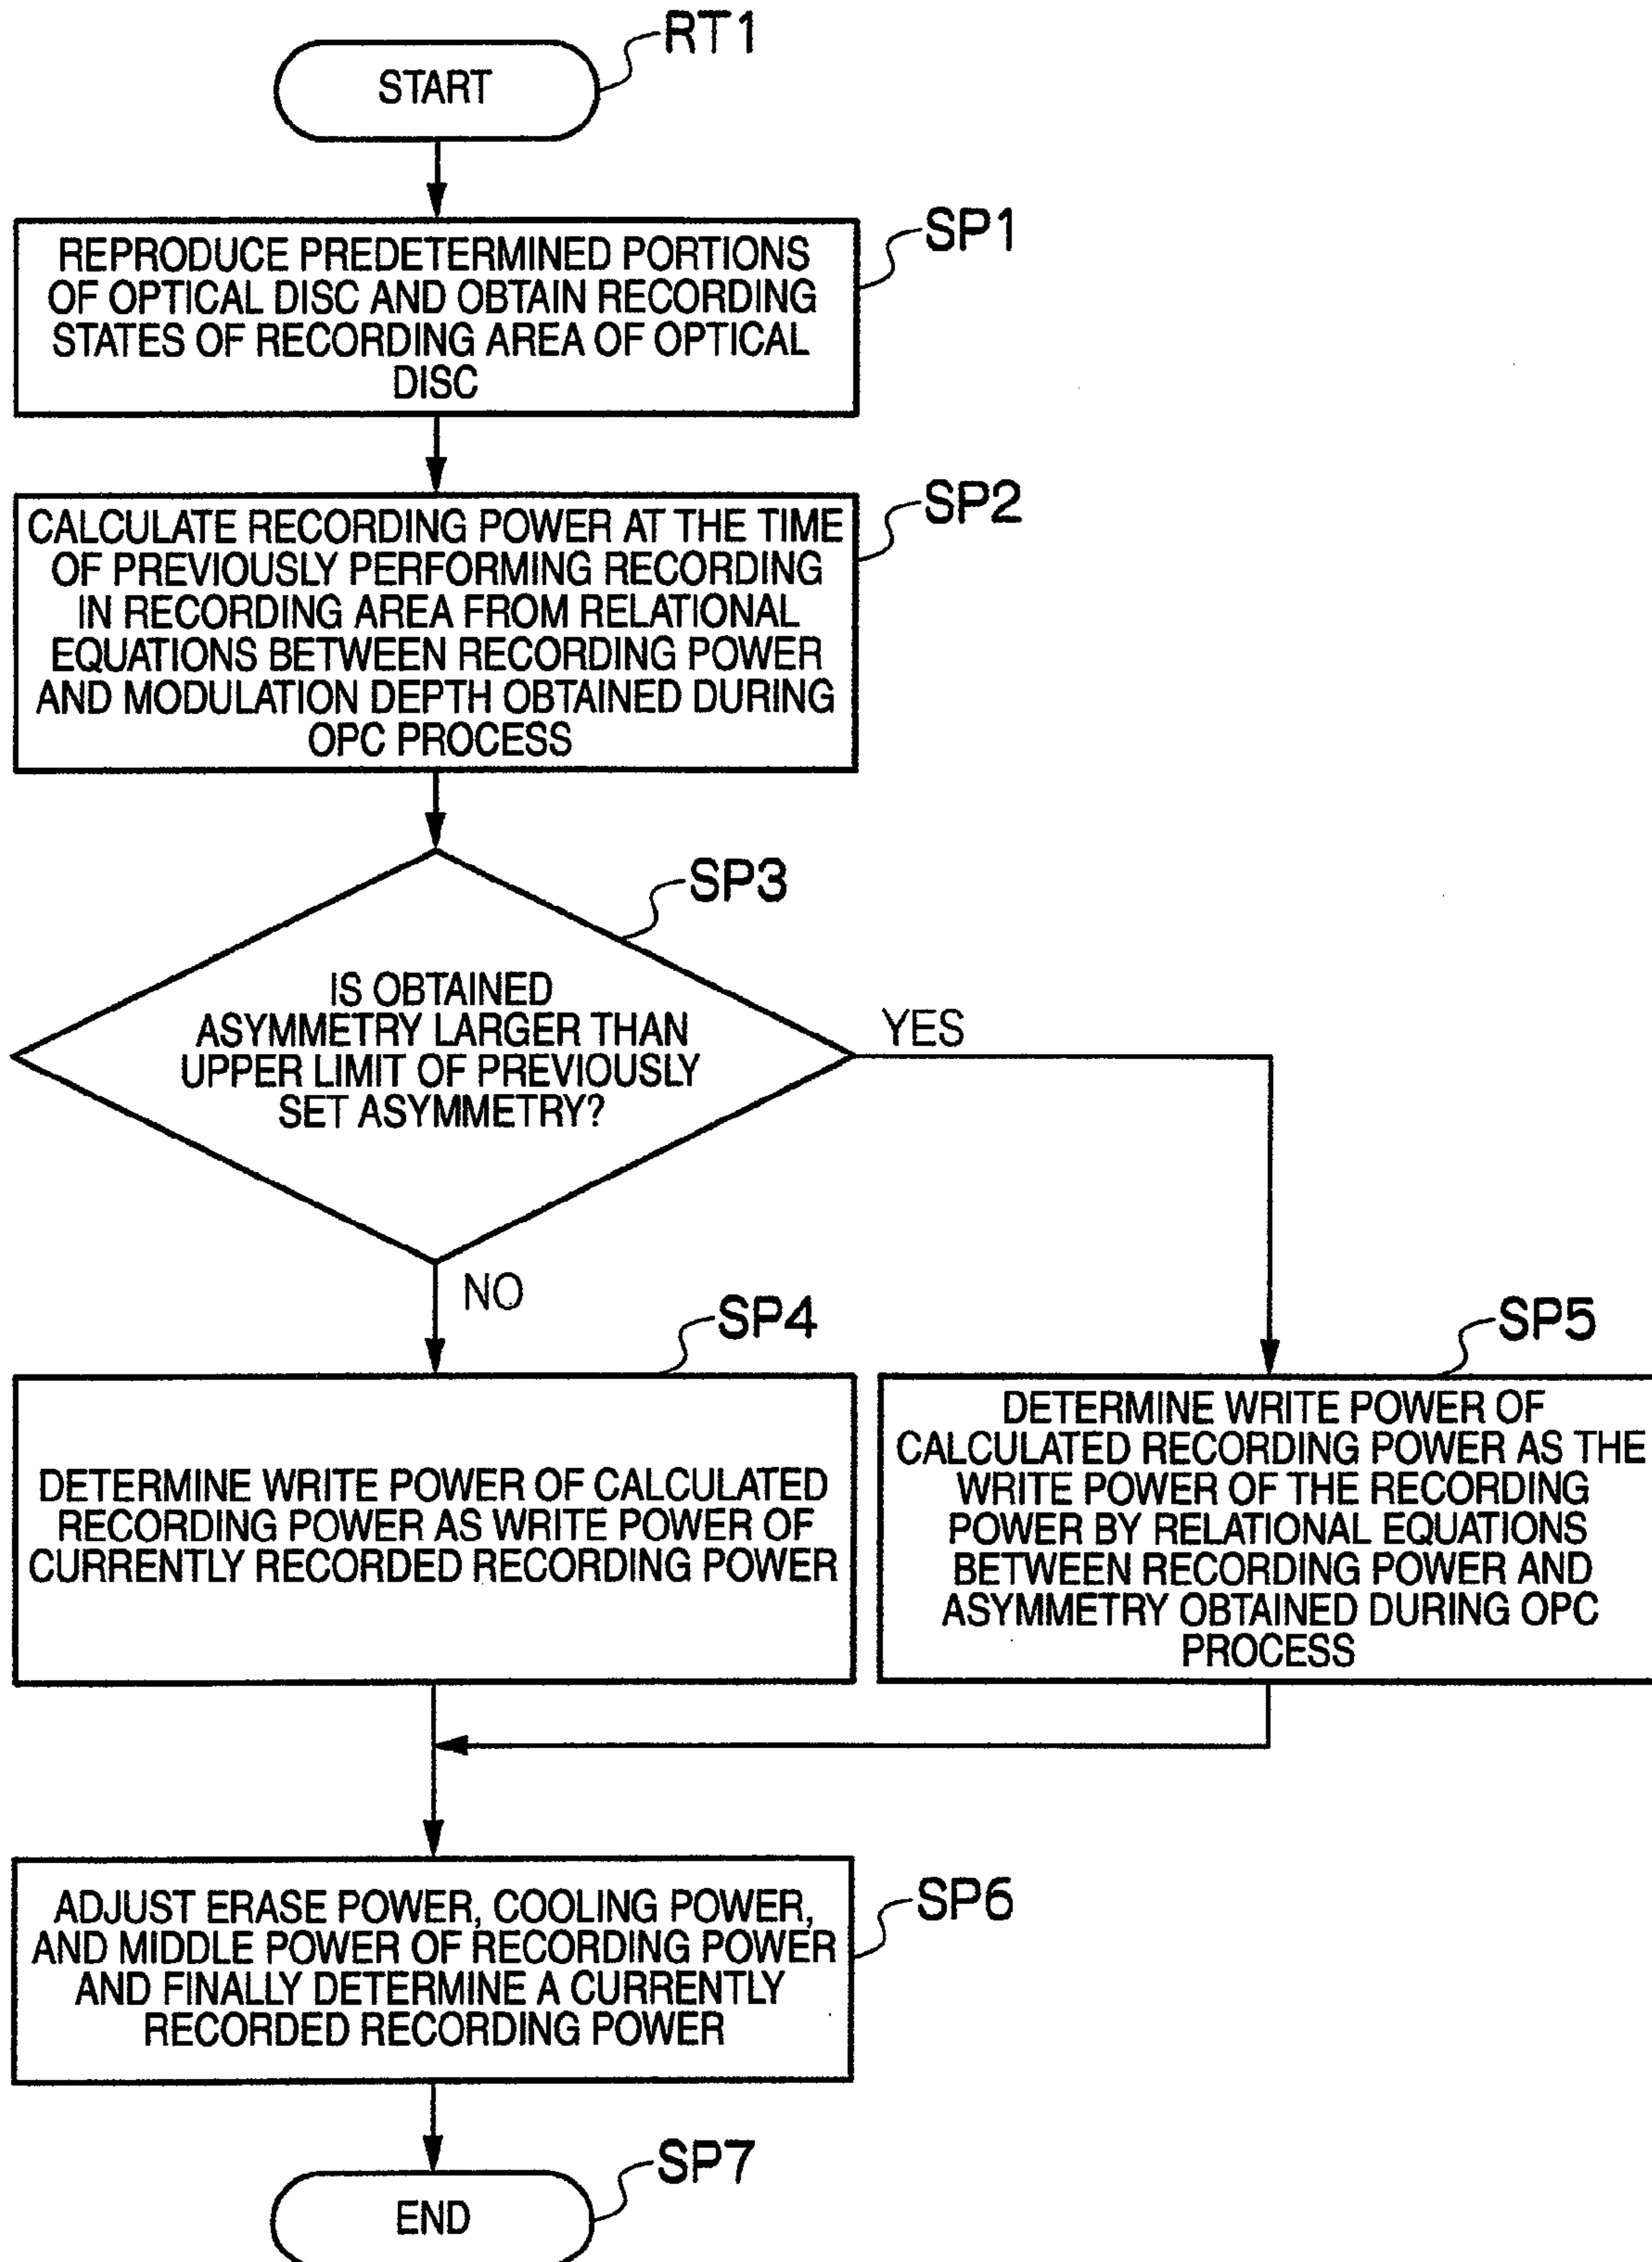 RT1
START
SP1
REPRODUCE PREDETERMINED PORTIONS
OF OPTICAL DISC AND OBTAIN RECORDING
STATES OF RECORDING AREA OF OPTICAL
DISC
SP2
CALCULATE RECORDING POWER AT THE TIME
OF PREVIOUSLY PERFORMING RECORDING
IN RECORDING AREA FROM RELATIONAL
EQUATIONS BETWEEN RECORDING POWER
AND MODULATION DEPTH OBTAINED DURING
OPC PROCESS
SP3
IS OBTAINED
ASYMMETRY LARGER THAN
UPPER LIMIT OF PREVIOUSLY
SET ASYMMETRY?
YES
NO
SP4
DETERMINE WRITE POWER OF CALCULATED
RECORDING POWER AS WRITE POWER OF
CURRENTLY RECORDED RECORDING POWER
SP5
DETERMINE WRITE POWER OF
CALCULATED RECORDING POWER AS THE
WRITE POWER OF THE RECORDING
POWER BY RELATIONAL EQUATIONS
BETWEEN RECORDING POWER AND
ASYMMETRY OBTAINED DURING OPC
PROCESS
SP6
ADJUST ERASE POWER, COOLING POWER,
AND MIDDLE POWER OF RECORDING POWER
AND FINALLY DETERMINE A CURRENTLY
RECORDED RECORDING POWER
SP7
END